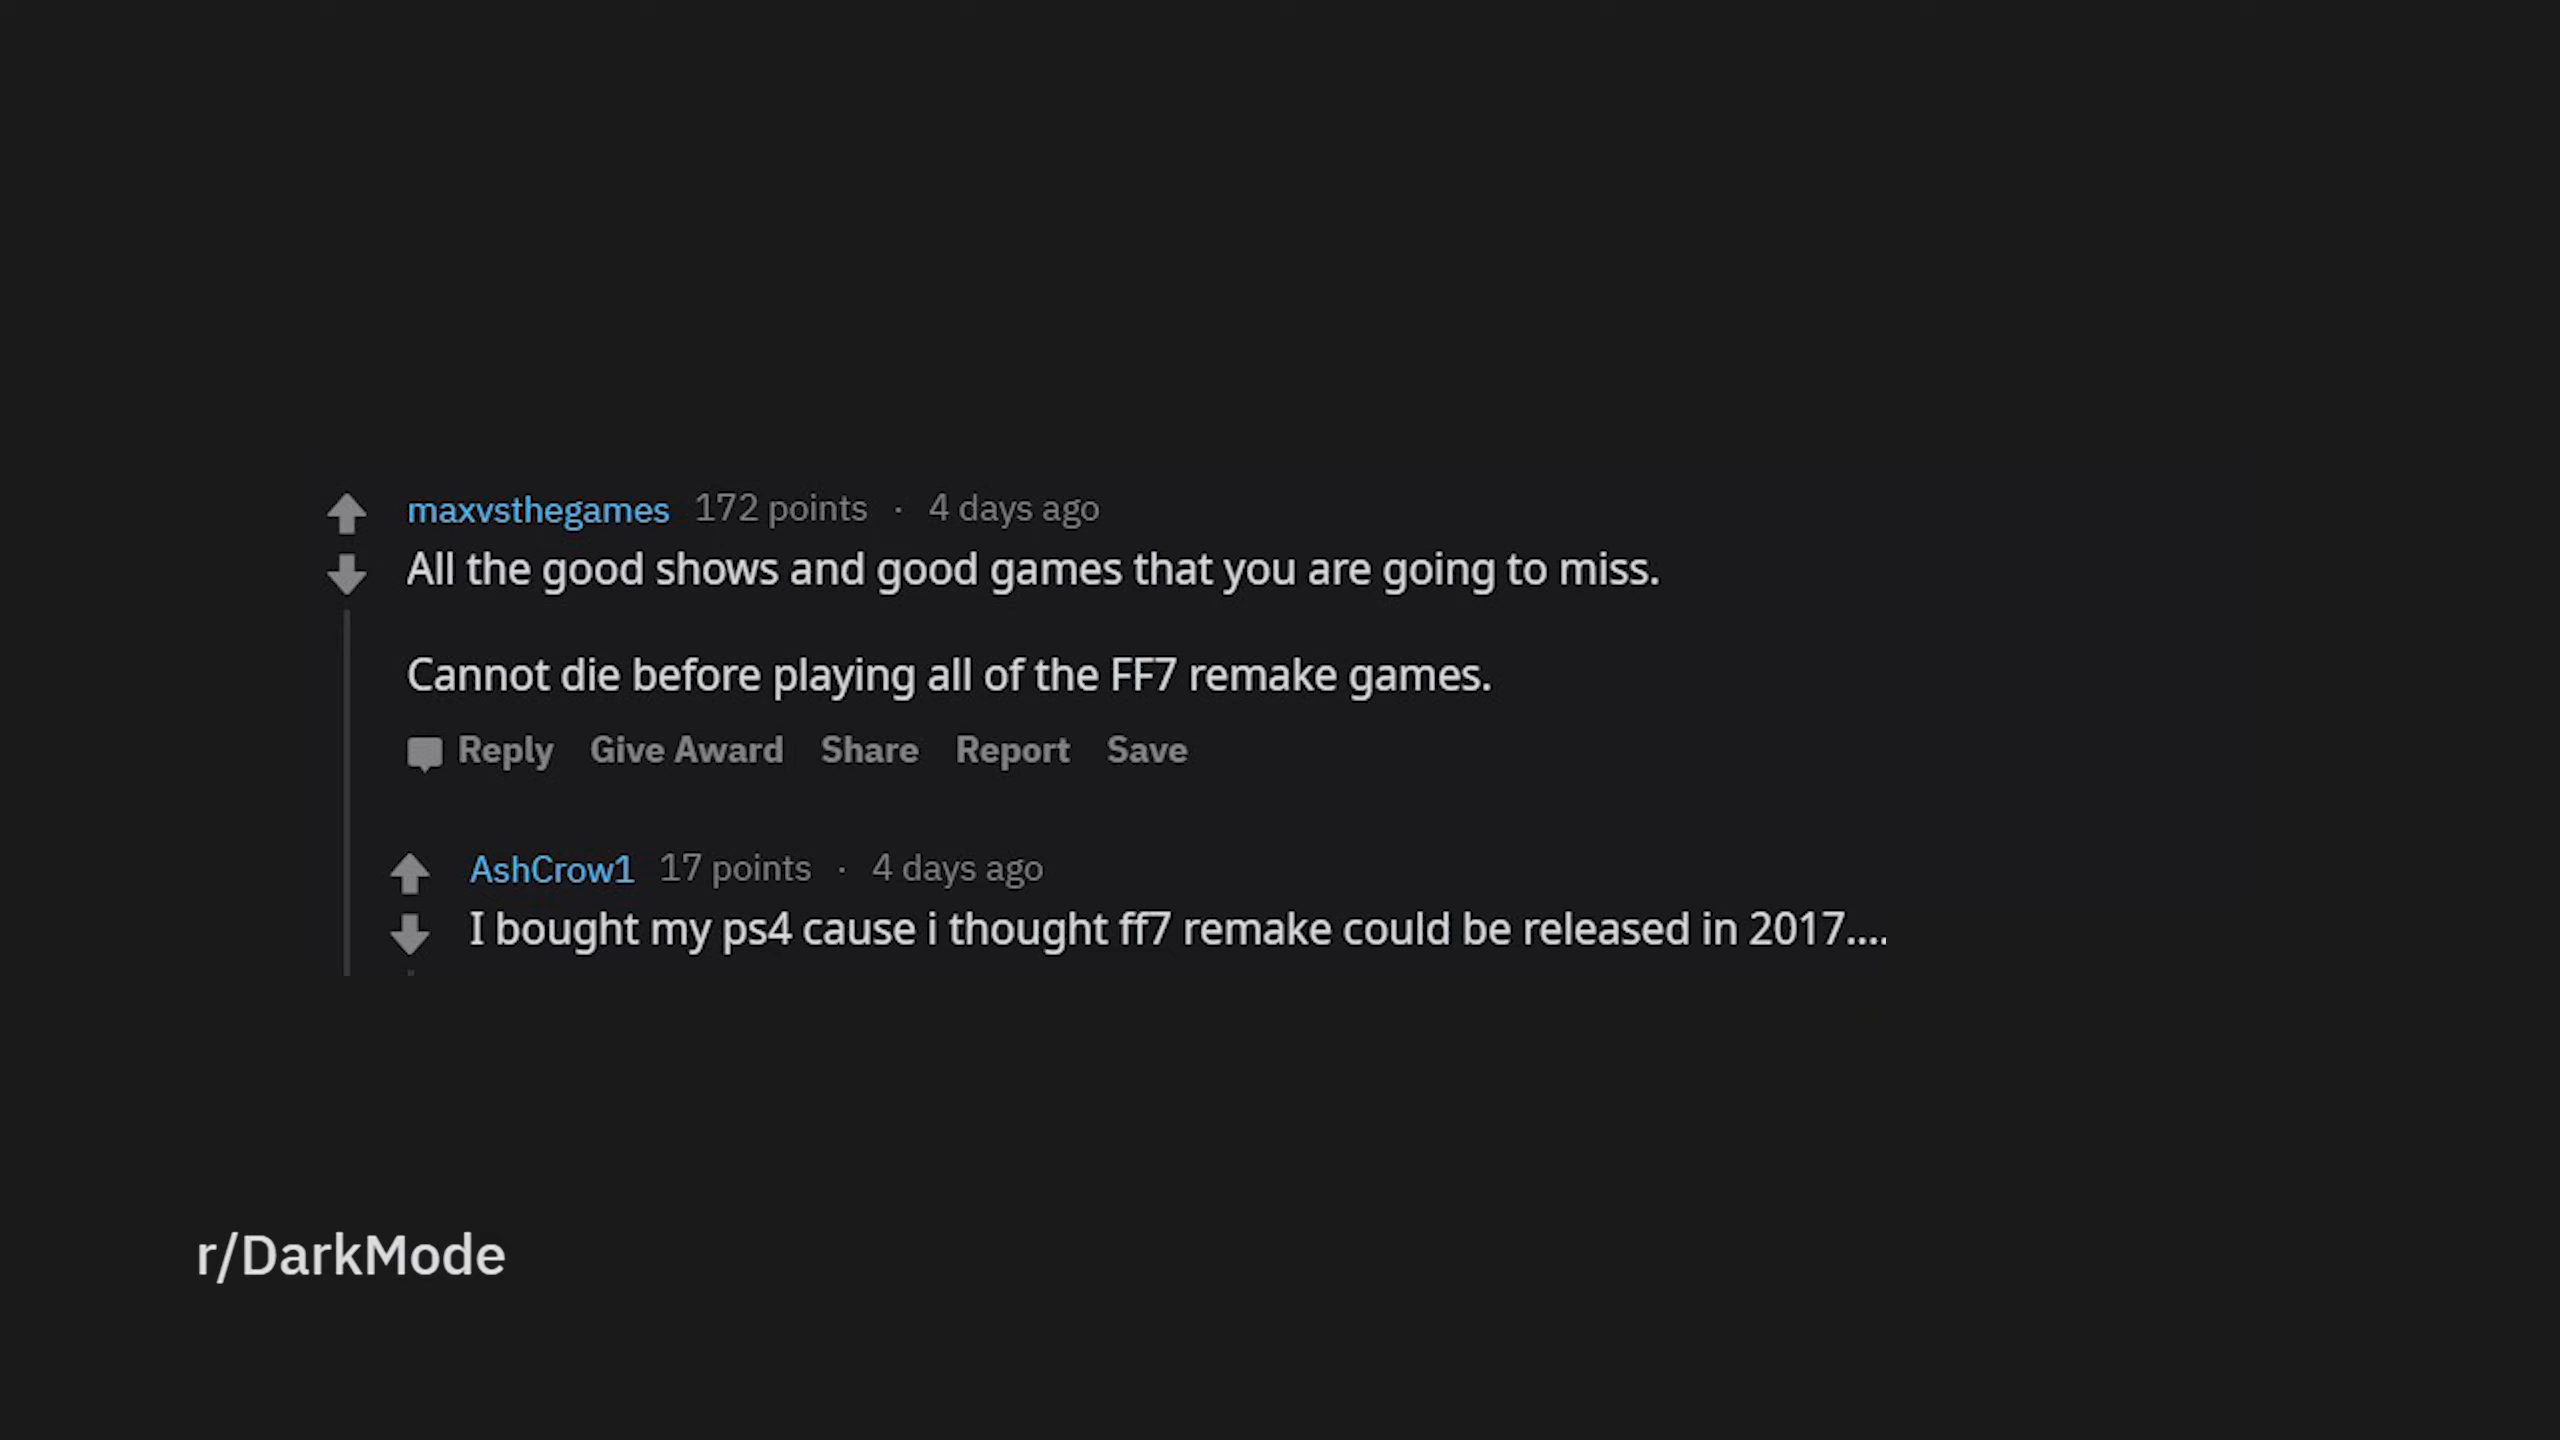 maxvsthegames 172 points · 4 days ago
All the good shows and good games that you are going to miss.
Cannot die before playing all of the FF7 remake games.
Reply Give Award Share Report Save
AshCrow1 17 points · 4 days ago
I bought my ps4 cause i thought ff7 remake could be released in 2017....
r/DarkMode